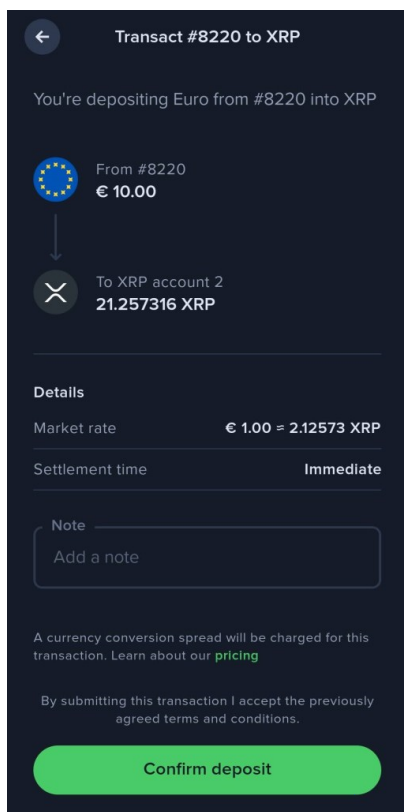 Transact #8220 to XRP
You're depositing Euro from #8220 into XRP
From #8220
€ 10.00
To XRP account 2
21.257316 XRP
Details
Market rate € 1.00 ≈ 2.12573 XRP
Settlement time Immediate
Note
Add a note
A currency conversion spread will be charged for this
transaction. Learn about our pricing
By submitting this transaction I accept the previously
agreed terms and conditions.
Confirm deposit